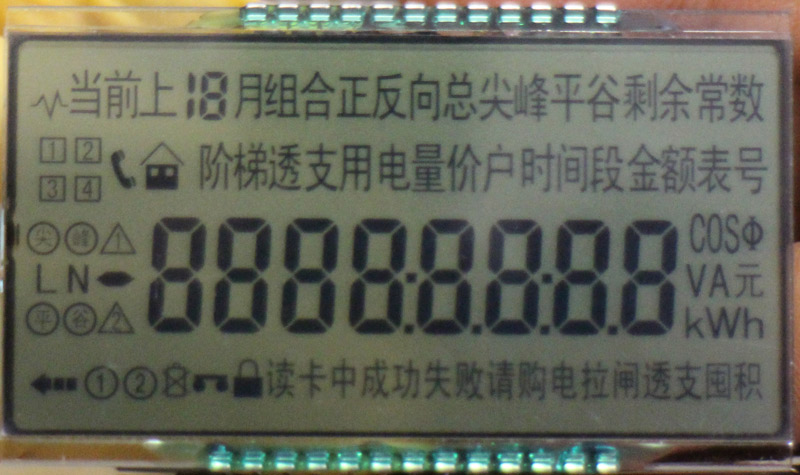 当前上18月组合正反向总尖峰平谷剩余常数
1 2 阶梯透支用电量价户时间段金额表号
3 4
尖 峰 1 88888888 COSΦ
L N VA元
平 谷 2 kWh
1 2 读卡中成功失败请购电拉闸透支囤积